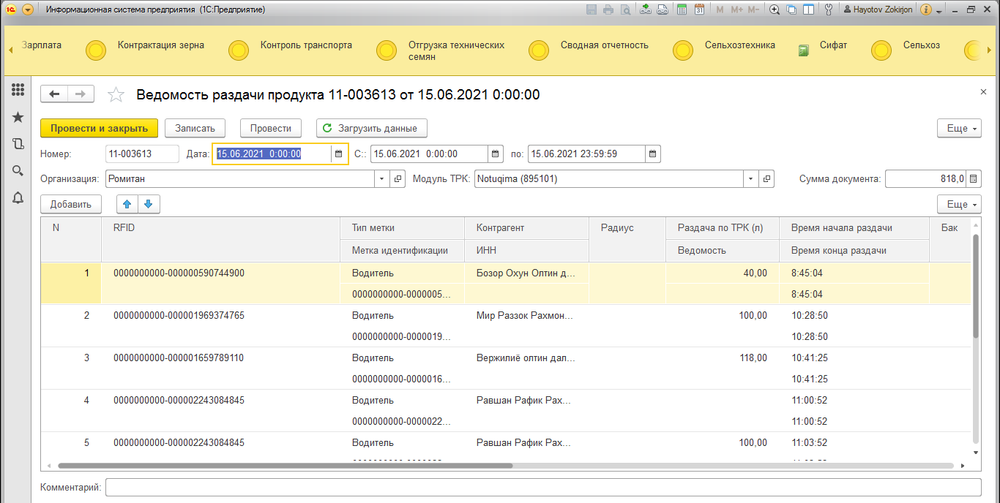 Информационная система предприятия (1С:Предприятие)
M M+ M- Hayotov Zokirjon
Зарплата Контрактация зерна Контроль транспорта Отгрузка технических семян Сводная отчетность Сельхозтехника Сифат Сельхоз
Ведомость раздачи продукта 11-003613 от 15.06.2021 0:00:00
Провести и закрыть Записать Провести Загрузить данные Еще
Номер: 11-003613 Дата: 15.06.2021 0:00:00 С:: 15.06.2021 0:00:00 по: 15.06.2021 23:59:59
Организация: Ромитан Модуль ТРК: Notuqima (895101) Сумма документа: 818,0
Добавить Еще
N RFID Тип метки Контрагент Радиус Раздача по ТРК (л) Время начала раздачи Бак
Метка идентификации ИНН Ведомость Время конца раздачи
1 0000000000-000000590744900 Водитель Бозор Охун Олтин д... 40,00 8:45:04
0000000000-0000005... 8:45:04
2 0000000000-000001969374765 Водитель Мир Раззок Рахмон... 100,00 10:28:50
0000000000-0000019... 10:28:50
3 0000000000-000001659789110 Водитель Вержилиё олтин дал... 118,00 10:41:25
0000000000-0000016... 10:41:25
4 0000000000-000002243084845 Водитель Равшан Рафик Рах... 11:00:52
0000000000-0000022... 11:00:52
5 0000000000-000002243084845 Водитель Равшан Рафик Рах... 100,00 11:03:52
Комментарий: